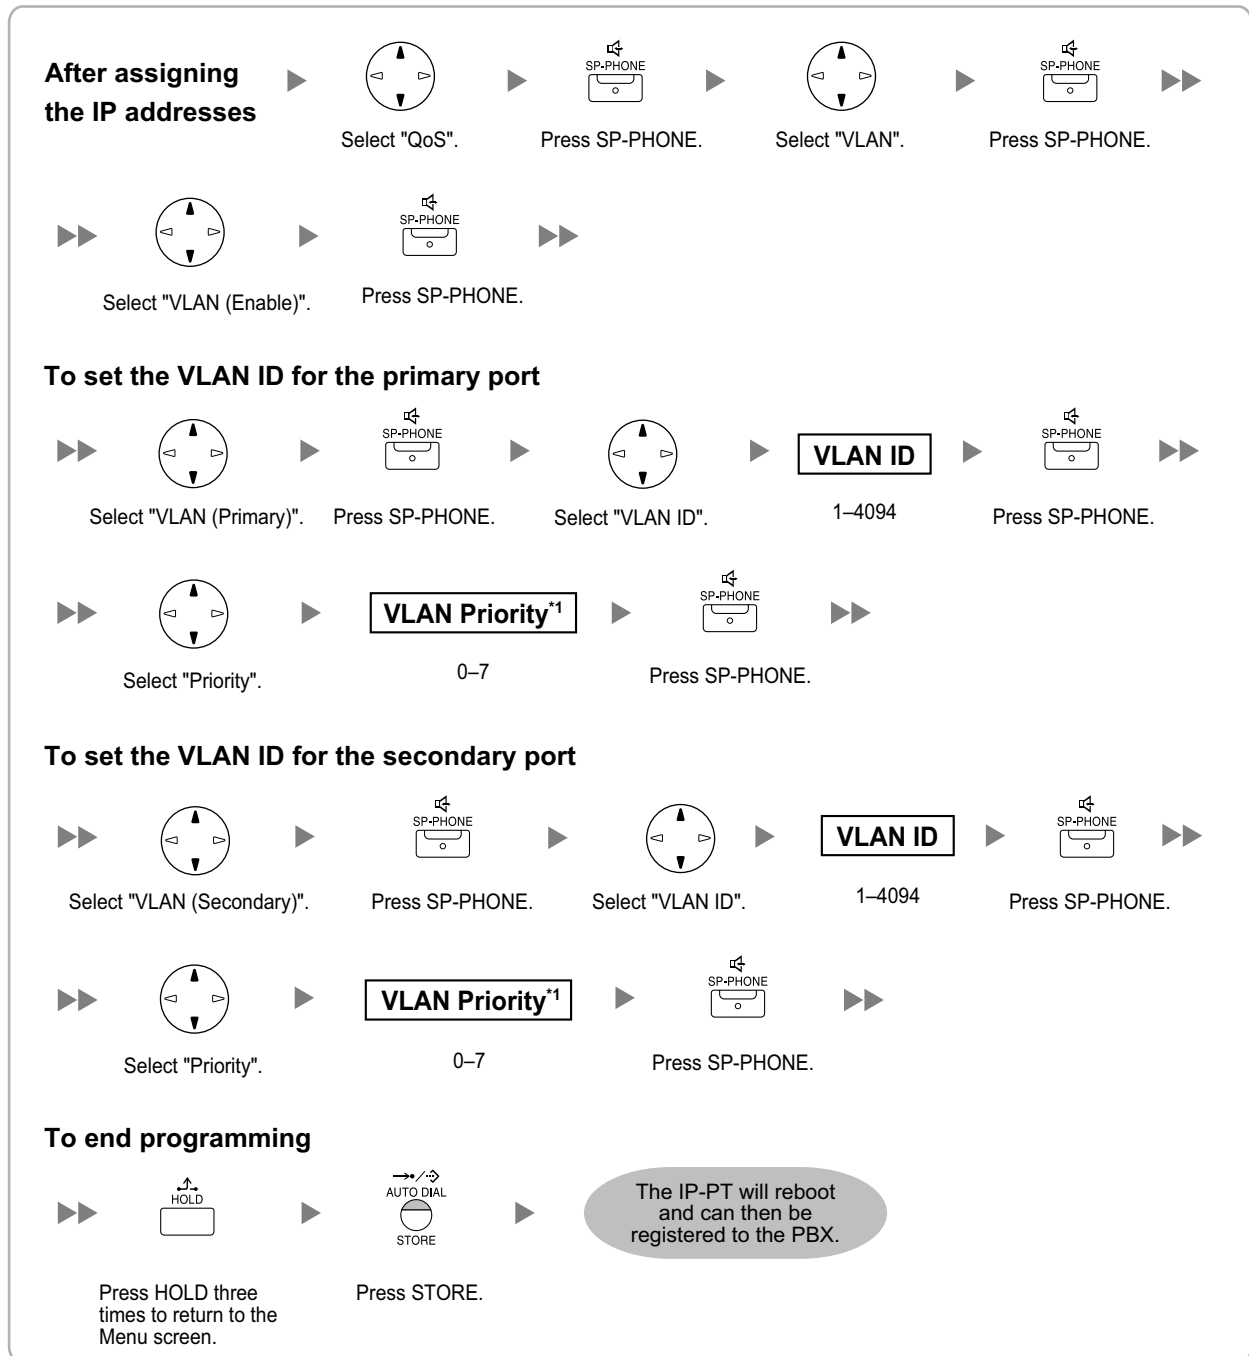 After assigning
the IP addresses
SP-PHONE
SP-PHONE
Select "QoS".
Press SP-PHONE.
Select "VLAN".
Press SP-PHONE.
SP-PHONE
Select "VLAN (Enable)".
Press SP-PHONE.
To set the VLAN ID for the primary port
SP-PHONE
VLAN ID
SP-PHONE
Select "VLAN (Primary)".
Press SP-PHONE.
Select "VLAN ID".
1–4094
Press SP-PHONE.
VLAN Priority*1
SP-PHONE
Select "Priority".
0–7
Press SP-PHONE.
To set the VLAN ID for the secondary port
SP-PHONE
VLAN ID
SP-PHONE
Select "VLAN (Secondary)".
Press SP-PHONE.
Select "VLAN ID".
1–4094
Press SP-PHONE.
VLAN Priority*1
SP-PHONE
Select "Priority".
0–7
Press SP-PHONE.
To end programming
HOLD
AUTO DIAL
STORE
The IP-PT will reboot
and can then be
registered to the PBX.
Press HOLD three
times to return to the
Menu screen.
Press STORE.